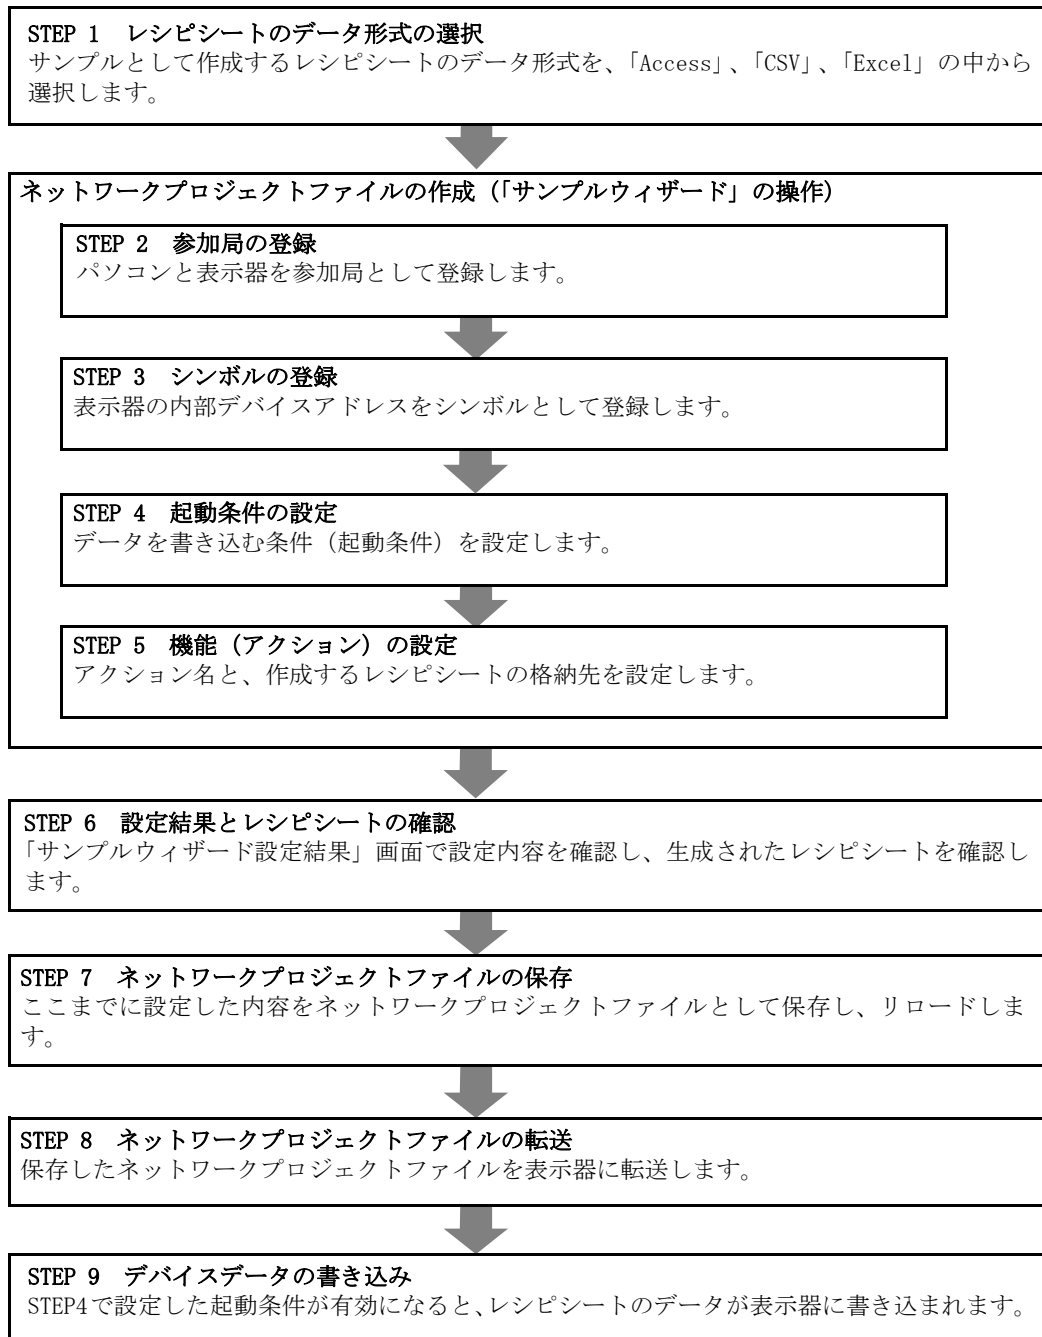 STEP 1 レシピシートのデータ形式の選択
サンプルとして作成するレシピシートのデータ形式を、「Access」、「CSV」、「Excel」の中から
選択します。
ネットワークプロジェクトファイルの作成（「サンプルウィザード」の操作）
STEP 2 参加局の登録
パソコンと表示器を参加局として登録します。
STEP 3 シンボルの登録
表示器の内部デバイスアドレスをシンボルとして登録します。
STEP 4 起動条件の設定
データを書き込む条件（起動条件）を設定します。
STEP 5 機能（アクション）の設定
アクション名と、作成するレシピシートの格納先を設定します。
STEP 6 設定結果とレシピシートの確認
「サンプルウィザード設定結果」画面で設定内容を確認し、生成されたレシピシートを確認し
ます。
STEP 7 ネットワークプロジェクトファイルの保存
ここまでに設定した内容をネットワークプロジェクトファイルとして保存し、リロードしま
す。
STEP 8 ネットワークプロジェクトファイルの転送
保存したネットワークプロジェクトファイルを表示器に転送します。
STEP 9 デバイスデータの書き込み
STEP4で設定した起動条件が有効になると、レシピシートのデータが表示器に書き込まれます。